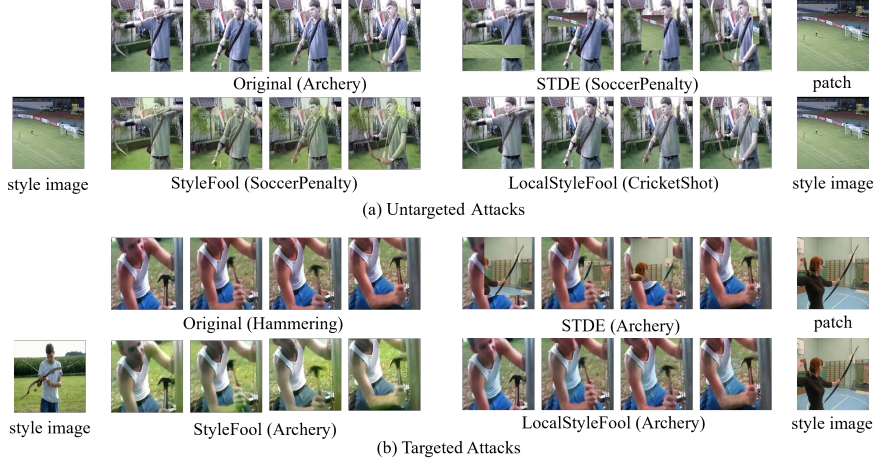 Original (Archery)
STDE (SoccerPenalty)
patch
style image
StyleFool (SoccerPenalty)
LocalStyleFool (CricketShot)
style image
(a) Untargeted Attacks
Original (Hammering)
STDE (Archery)
patch
style image
StyleFool (Archery)
LocalStyleFool (Archery)
style image
(b) Targeted Attacks